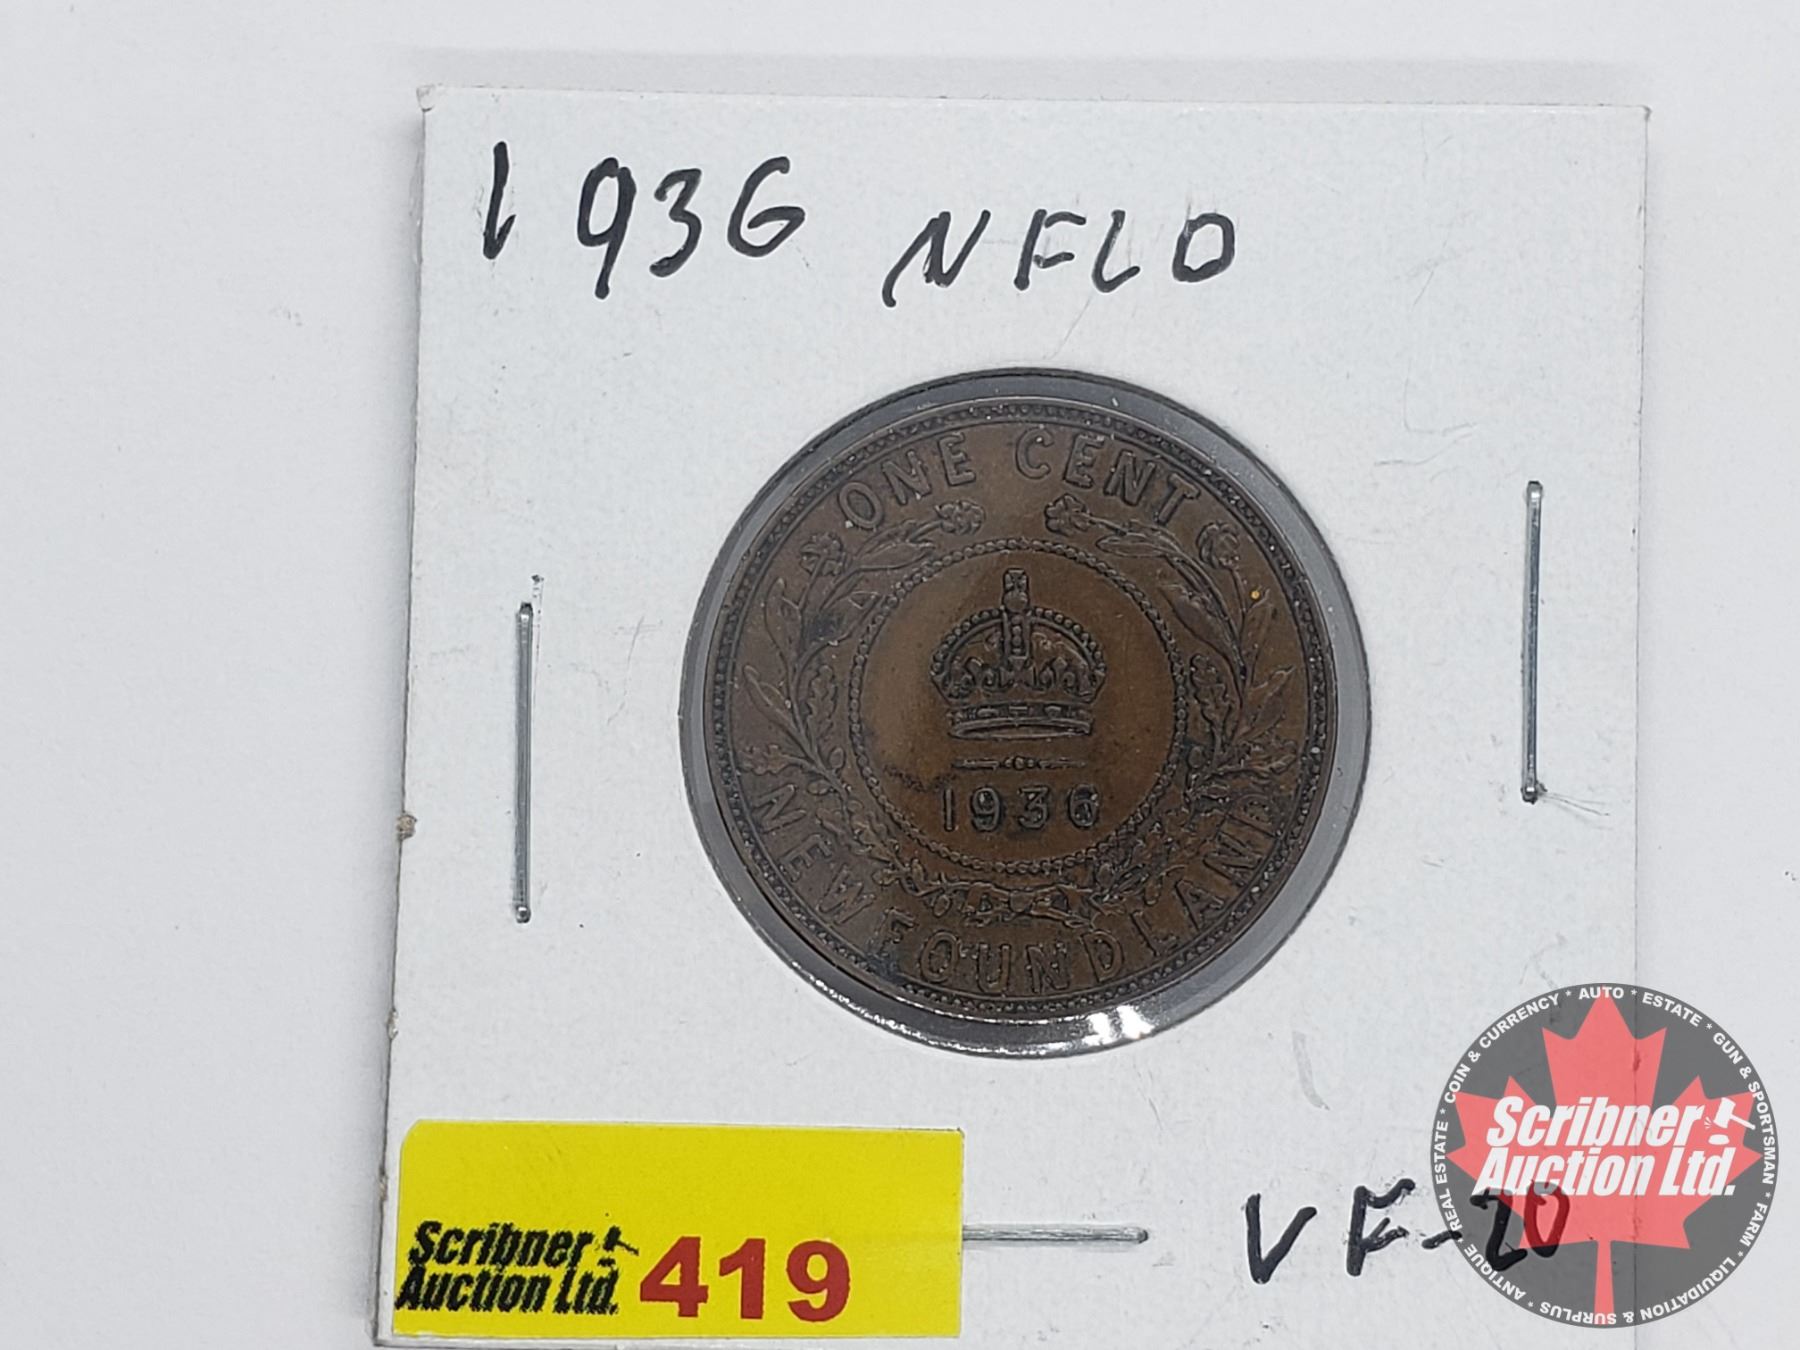 1936 NFLD
ONE CENT
1936
NEWFOUNDLAND
Scribner
Auction Ltd. 419
VF-20
COIN & CURRENCY * AUTO * ESTATE * GUN & SPORTSMAN * FARM * LIQUIDATION & SURPLUS * ANTIQUE * REAL ESTATE *
Scribner
Auction Ltd.